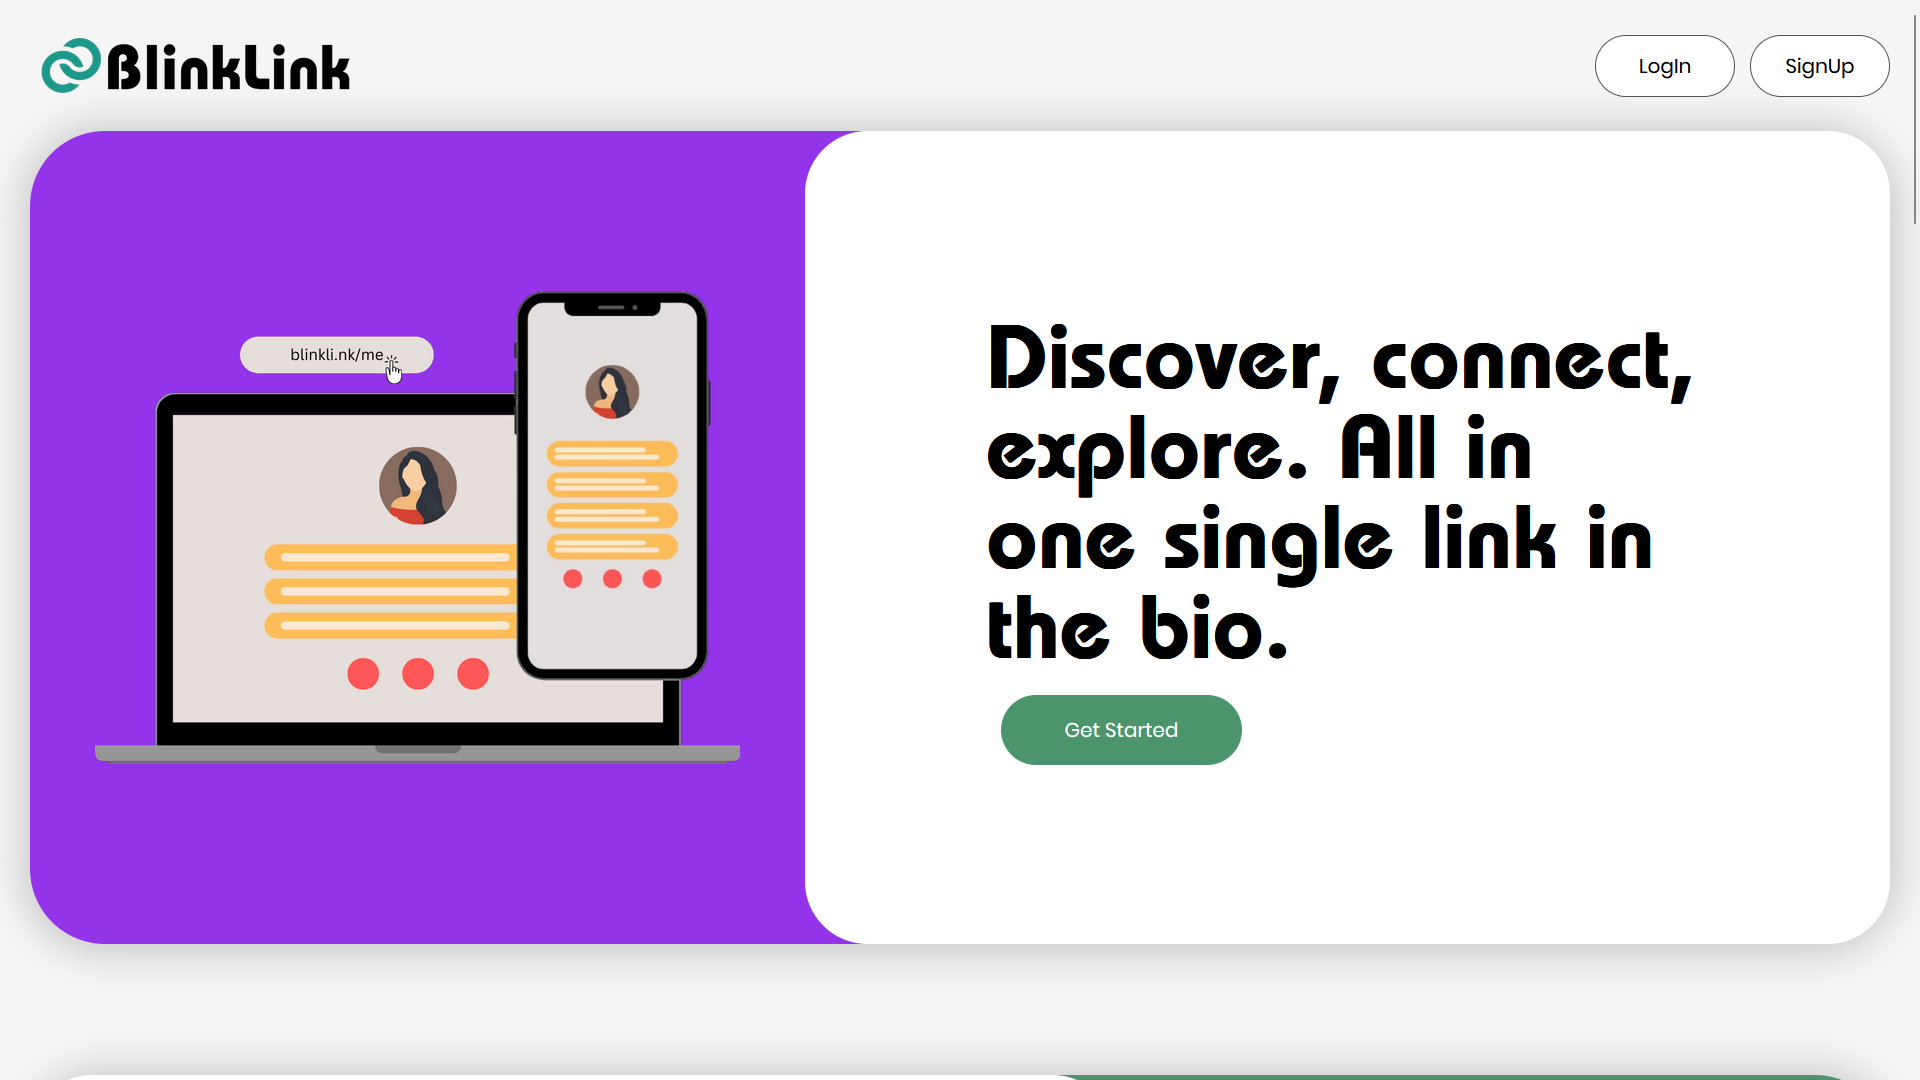 BlinkLink
LogIn
SignUp
blinkli.nk/me
Discover, connect,
explore. All in
one single link in
the bio.
Get Started